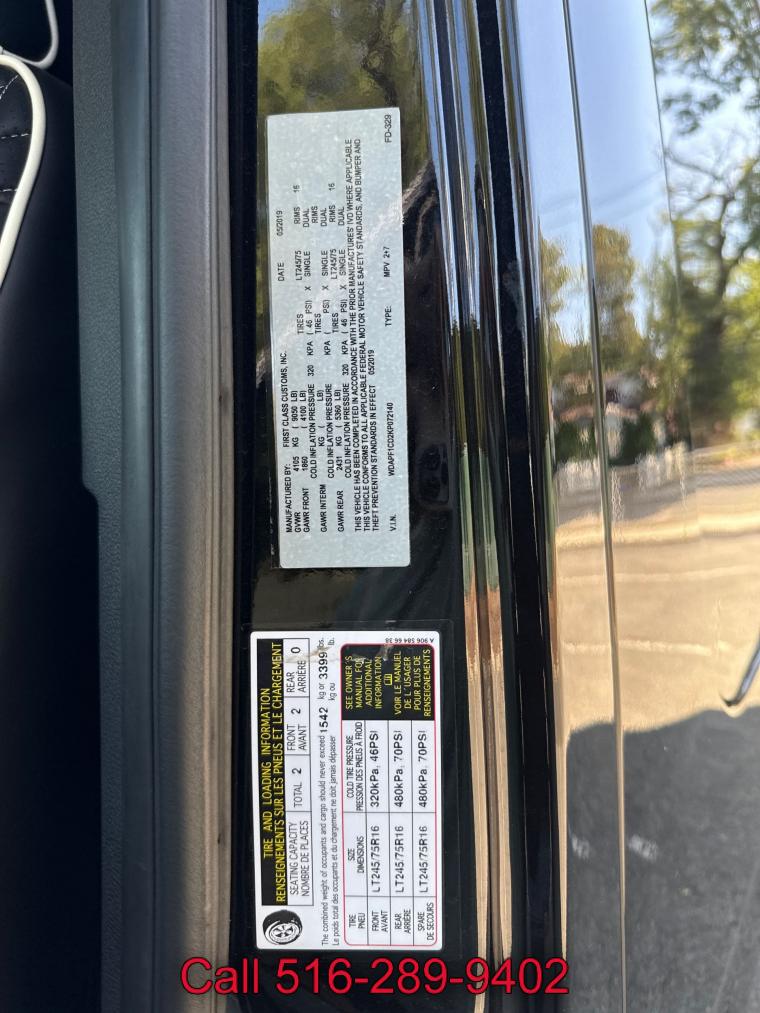 MANUFACTURED BY: FIRST CLASS CUSTOMS, INC. DATE 05/2019
GVWR 4105 KG ( 9050 LB)
GAWR FRONT 1860 ( 4100 LB) TIRES LT245/75 RIMS 16
COLD INFLATION PRESSURE 320 KPA ( 46 PSI) X SINGLE DUAL
GAWR INTERM KG ( LB) TIRES RIMS
COLD INFLATION PRESSURE KPA ( PSI) X SINGLE DUAL
GAWR REAR 2431 KG ( 5360 LB) TIRES LT245/75 RIMS 16
COLD INFLATION PRESSURE 320 KPA ( 46 PSI) X SINGLE DUAL
THIS VEHICLE HAS BEEN COMPLETED IN ACCORDANCE WITH THE PRIOR MANUFACTURES' IVD WHERE APPLICABLE
THIS VEHICLE CONFORMS TO ALL APPLICABLE FEDERAL MOTOR VEHICLE SAFETY STANDARDS, AND BUMPER AND
THEFT PREVENTION STANDARDS IN EFFECT 05/2019
V.I.N. WDAPF1CD2KP072140 TYPE: MPV 2+7 FD-329
TIRE AND LOADING INFORMATION
RENSEIGNEMENTS SUR LES PNEUS ET LE CHARGEMENT
SEATING CAPACITY TOTAL 2 FRONT 2 REAR 0
NOMBRE DE PLACES AVANT ARRIÈRE
The combined weight of occupants and cargo should never exceed 1542 kg or 3399 lbs.
Le poids total des occupants et du chargement ne doit jamais dépasser kg ou lb.
TIRE SIZE COLD TIRE PRESSURE
PNEU DIMENSIONS PRESSION DES PNEUS À FROID
FRONT LT245/75R16 320kPa, 46PSI
AVANT
REAR LT245/75R16 480kPa, 70PSI
ARRIÈRE
SPARE LT245/75R16 480kPa, 70PSI
DE SECOURS
SEE OWNER'S
MANUAL FOR
ADDITIONAL
INFORMATION
VOIR LE MANUEL
DE L'USAGER
POUR PLUS DE
RENSEIGNEMENTS
A 906 584 66 38
Call 516-289-9402